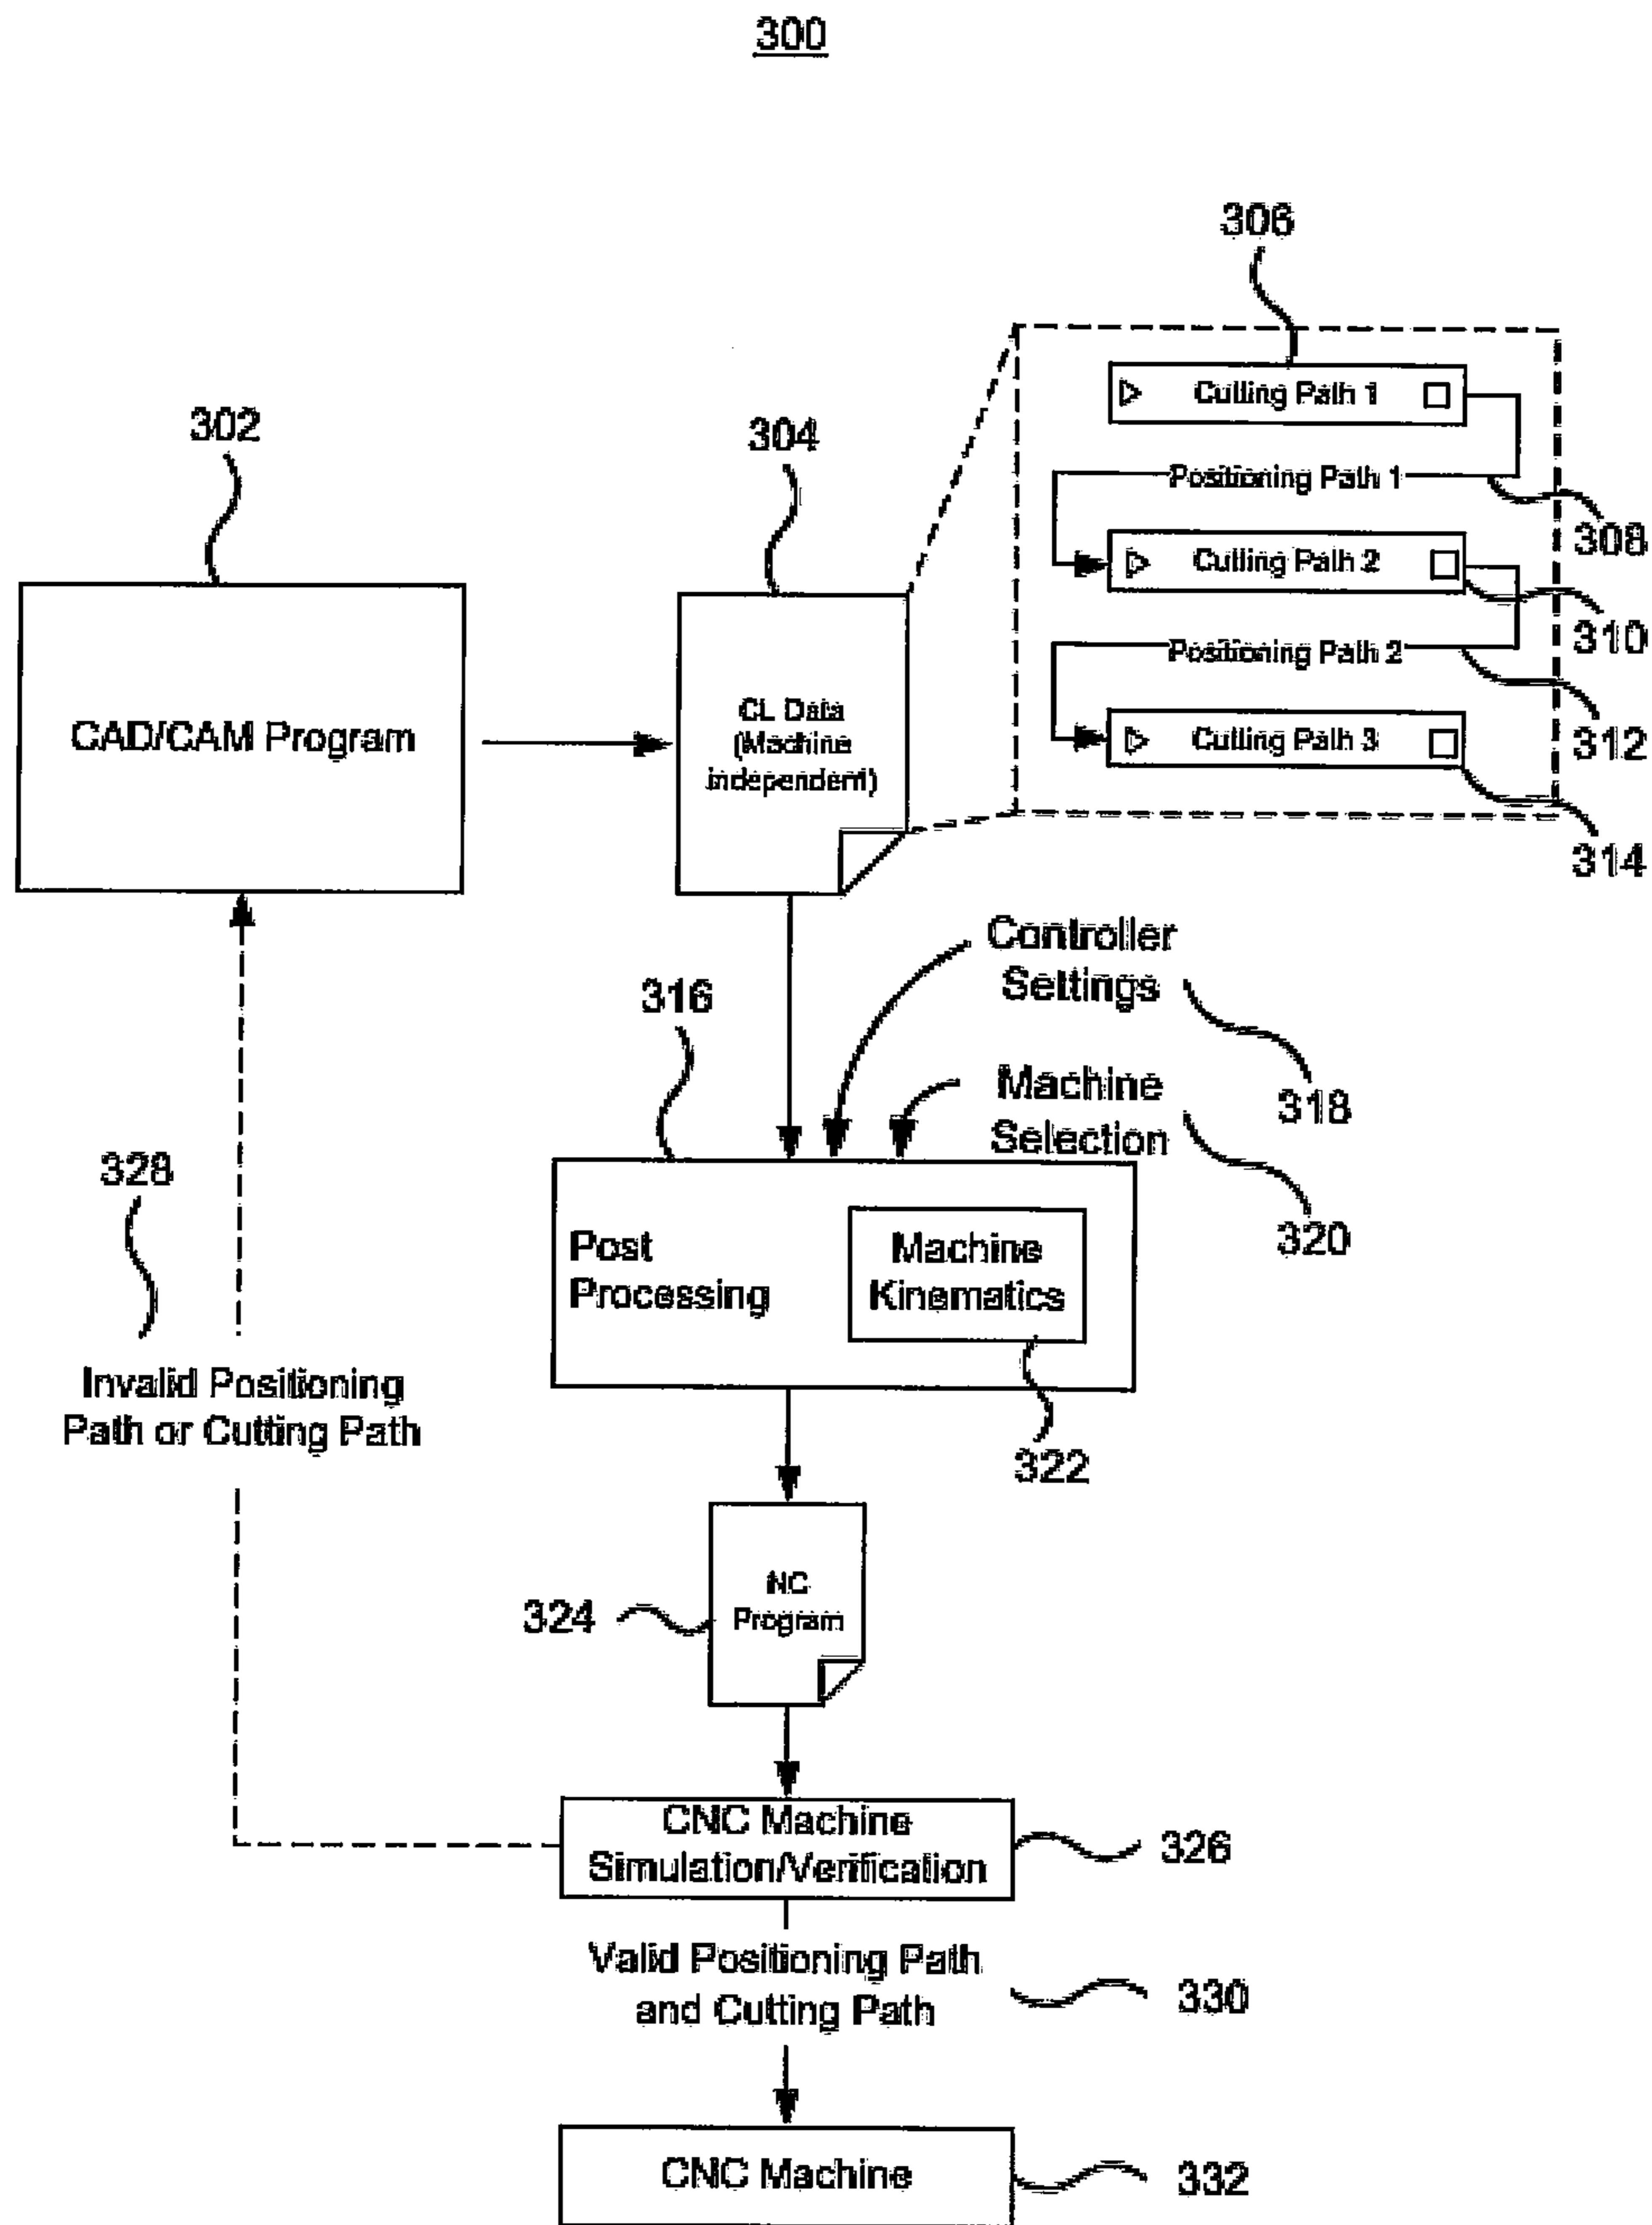 300
306
Cutting Path 1
302
304
Positioning Path 1
308
Cutting Path 2
310
Positioning Path 2
CAD/CAM Program
CL Data
(Machine
independent)
312
Cutting Path 3
314
Controller
Settings
316
318
Machine
Selection
320
328
Post
Processing
Machine
Kinematics
Invalid Positioning
Path or Cutting Path
322
NC
Program
324
CNC Machine
Simulation/Verification
326
Valid Positioning Path
and Cutting Path
330
CNC Machine
332